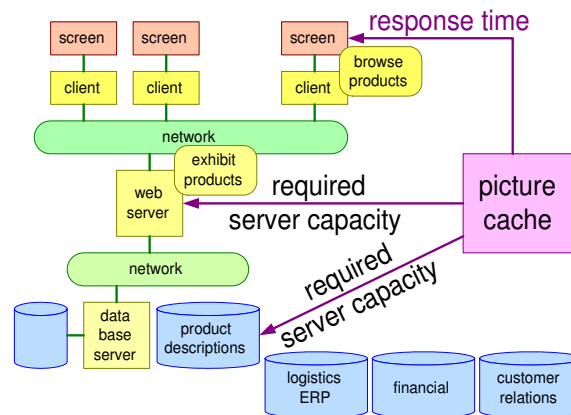 response time
screen
screen
screen
browse
products
client
client
client
network
exhibit
products
web
server
required
server capacity
picture
cache
network
required
server capacity
data
base
server
product
descriptions
logistics
ERP
financial
customer
relations